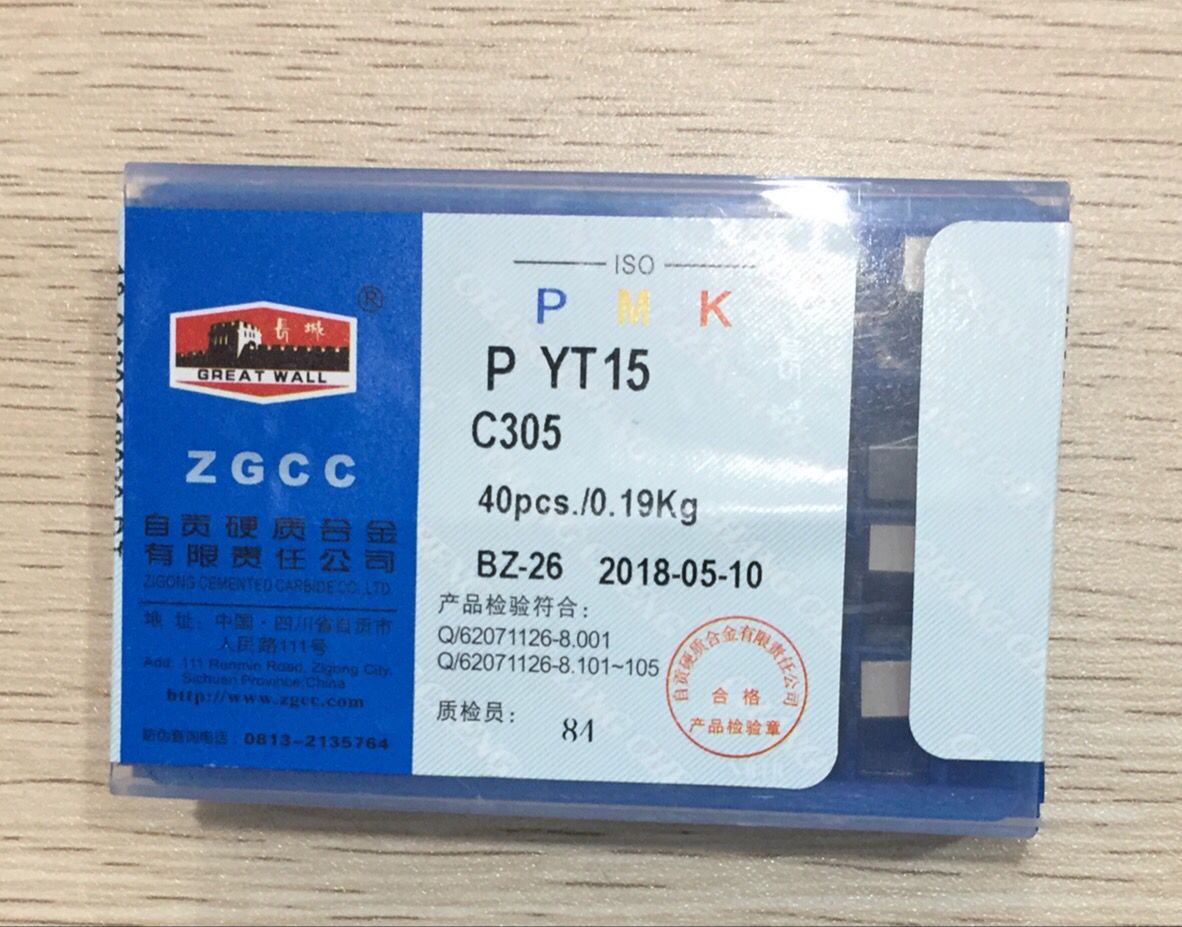 ®
長城
GREAT WALL
ZGCC
自贡硬质合金
有限责任公司
ZIGONG CEMENTED CARBIDE CO.,LTD.
地 址：中国·四川省自贡市
人民路111号
Add: 111 Renmin Road, Zigong City,
Sichuan Province,China
http://www.zgcc.com
防伪查询电话：0813-2135764
ISO
P M K
P YT15
C305
40pcs./0.19Kg
BZ-26 2018-05-10
产品检验符合：
Q/62071126-8.001
Q/62071126-8.101~105
质检员： 84
自贡硬质合金有限责任公司
合格
产品检验章